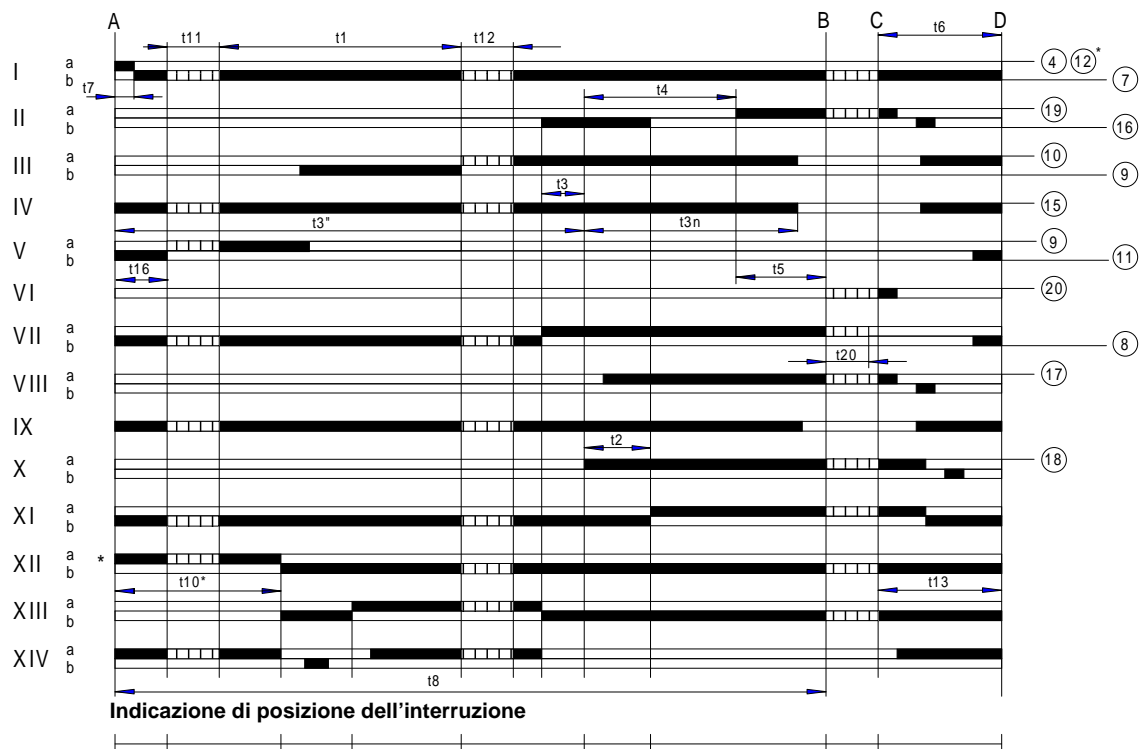 A B C D
t11 t1 t12 t6
I a b 4 12* 7
t7
t4
II a b 19 16
III a b 10 9
t3
IV 15
t3" t3n
V a b 9 11
t16 t5
VI 20
VII a b 8
t20
VIII 17
IX
t2
X a b 18
XI a b
XII a b *
t10* t13
XIII a b
XIV a b
t8
Indicazione di posizione dell'interruzione